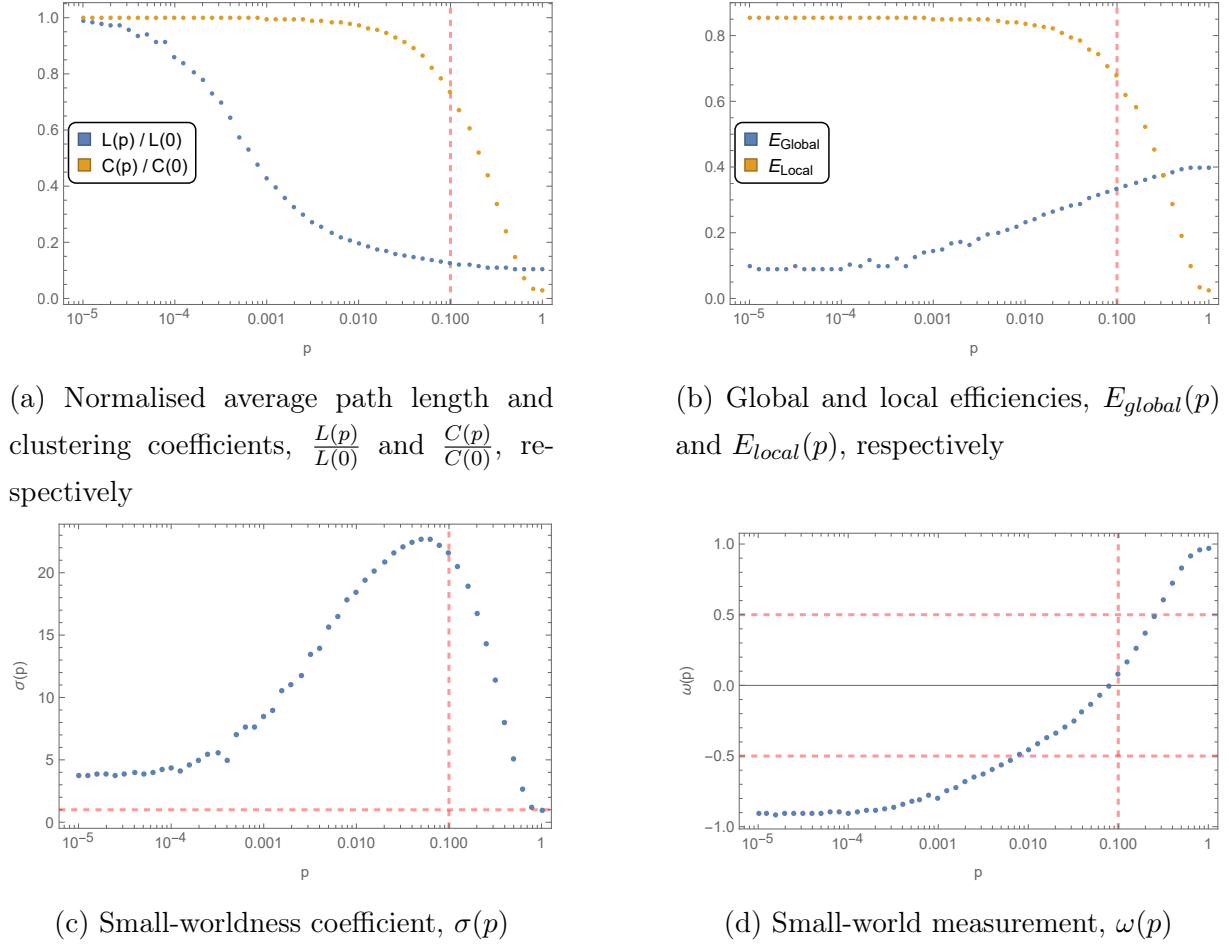 1.0
0.8
0.6
0.4
0.2
0.0
L(p) / L(0)
C(p) / C(0)
10^-5 10^-4 0.001 0.010 0.100 1
p
0.8
0.6
0.4
0.2
0.0
E_Global
E_Local
10^-5 10^-4 0.001 0.010 0.100 1
p
(a) Normalised average path length and
clustering coefficients, L(p)/L(0) and C(p)/C(0), re-
spectively
(b) Global and local efficiencies, E_global(p)
and E_local(p), respectively
σ(p)
20
15
10
5
0
10^-5 10^-4 0.001 0.010 0.100 1
p
ω(p)
1.0
0.5
0.0
-0.5
-1.0
10^-5 10^-4 0.001 0.010 0.100 1
p
(c) Small-worldness coefficient, σ(p)
(d) Small-world measurement, ω(p)